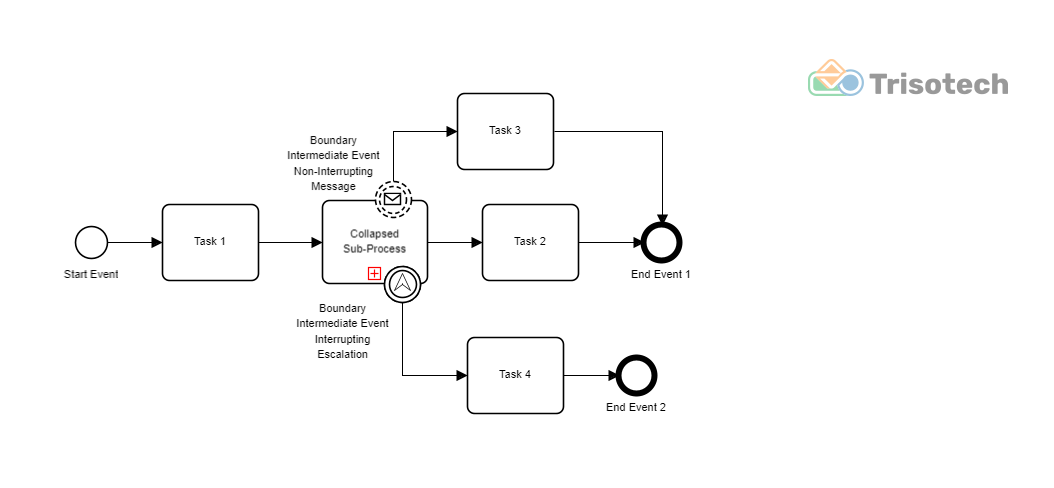 Trisotech
Task 3
Boundary
Intermediate Event
Non-Interrupting
Message
Start Event
Task 1
Collapsed
Sub-Process
Task 2
End Event 1
Boundary
Intermediate Event
Interrupting
Escalation
Task 4
End Event 2